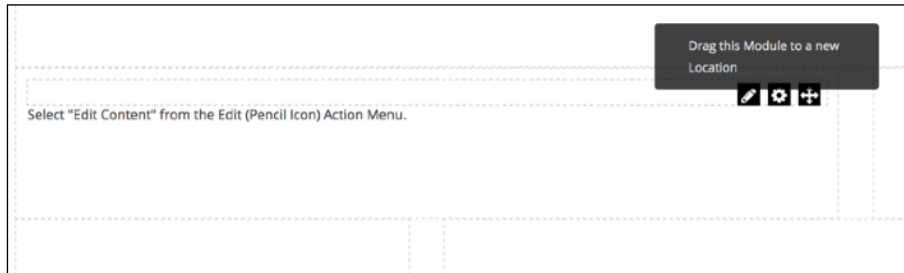 Drag this Module to a new
Location
Select "Edit Content" from the Edit (Pencil Icon) Action Menu.